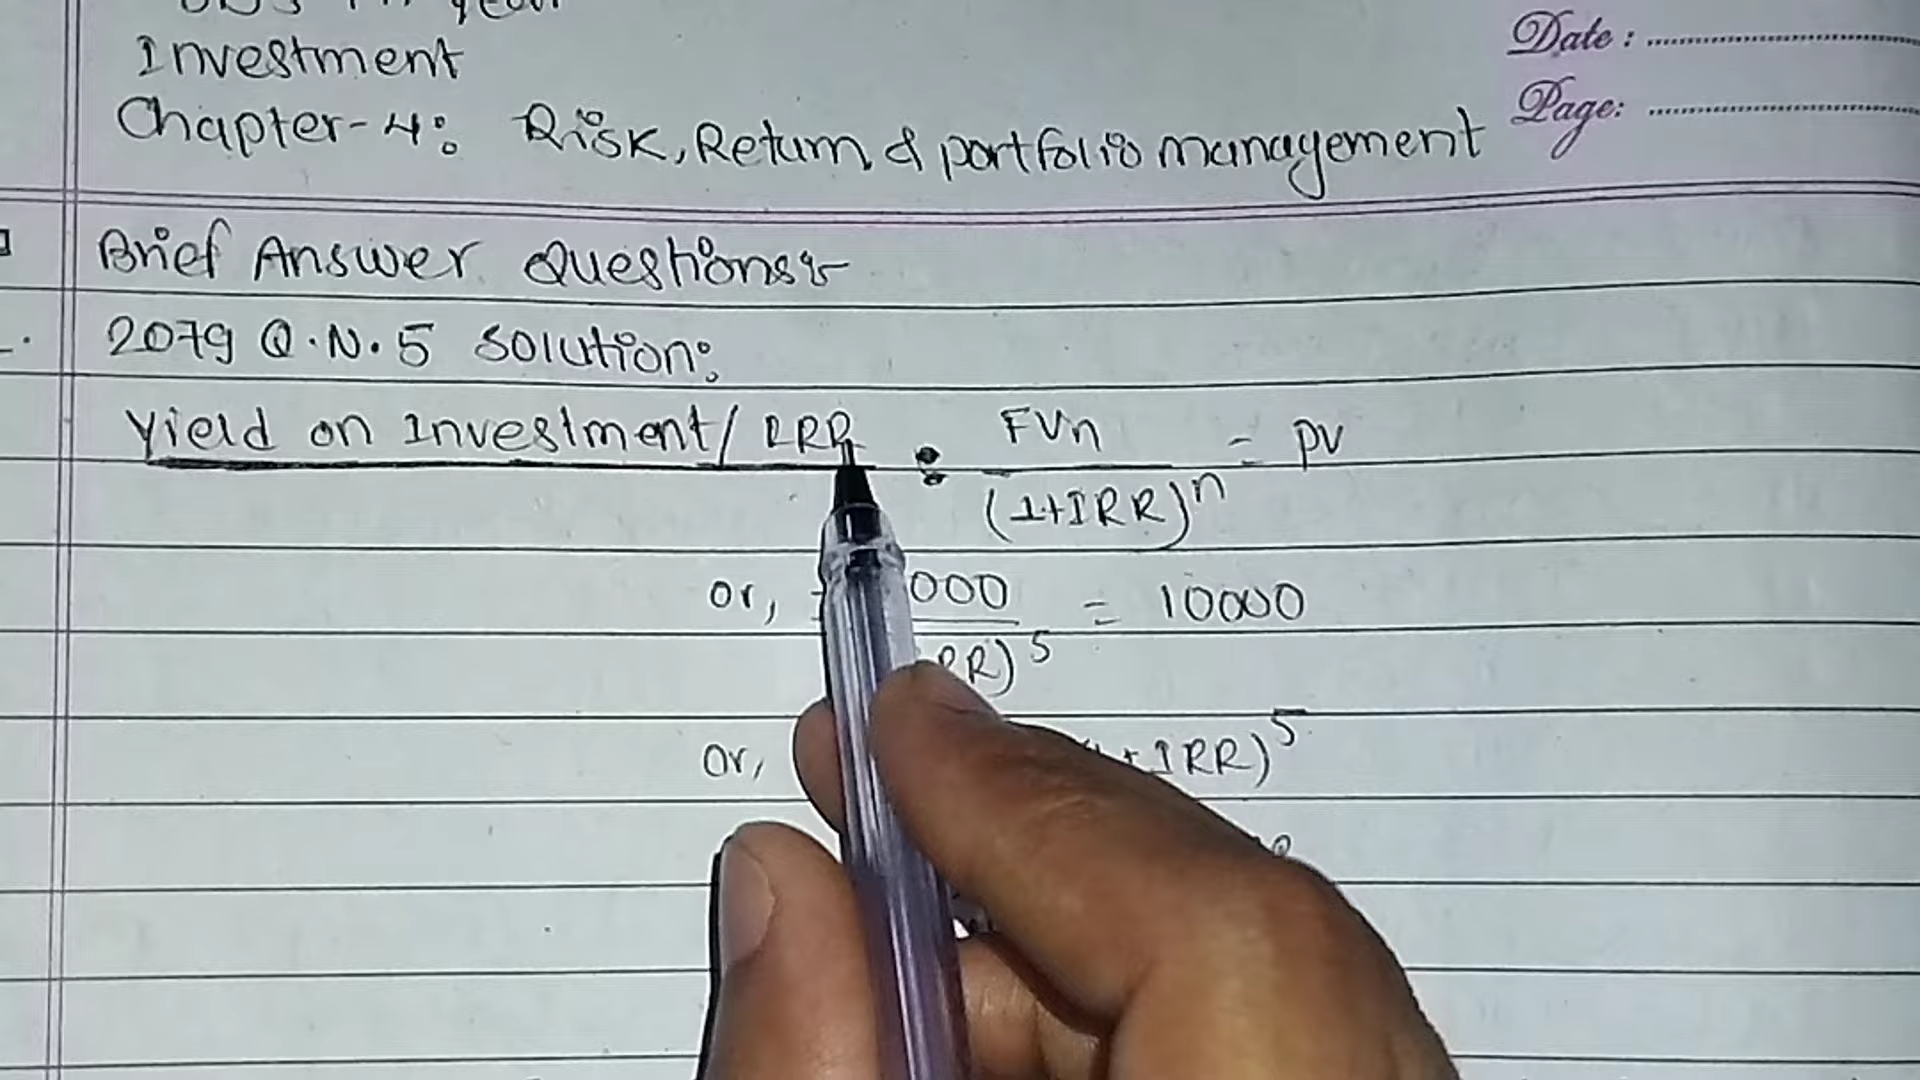 Investment
Date :
Chapter-4: Risk, Return & portfolio management
Page:
Brief Answer Questions:-
2079 Q.N.5 Solution:
Yield on Investment/ IRR : FVn = PV
(1+IRR)^n
or, 000 = 10000
RR)^5
or, + IRR)^5